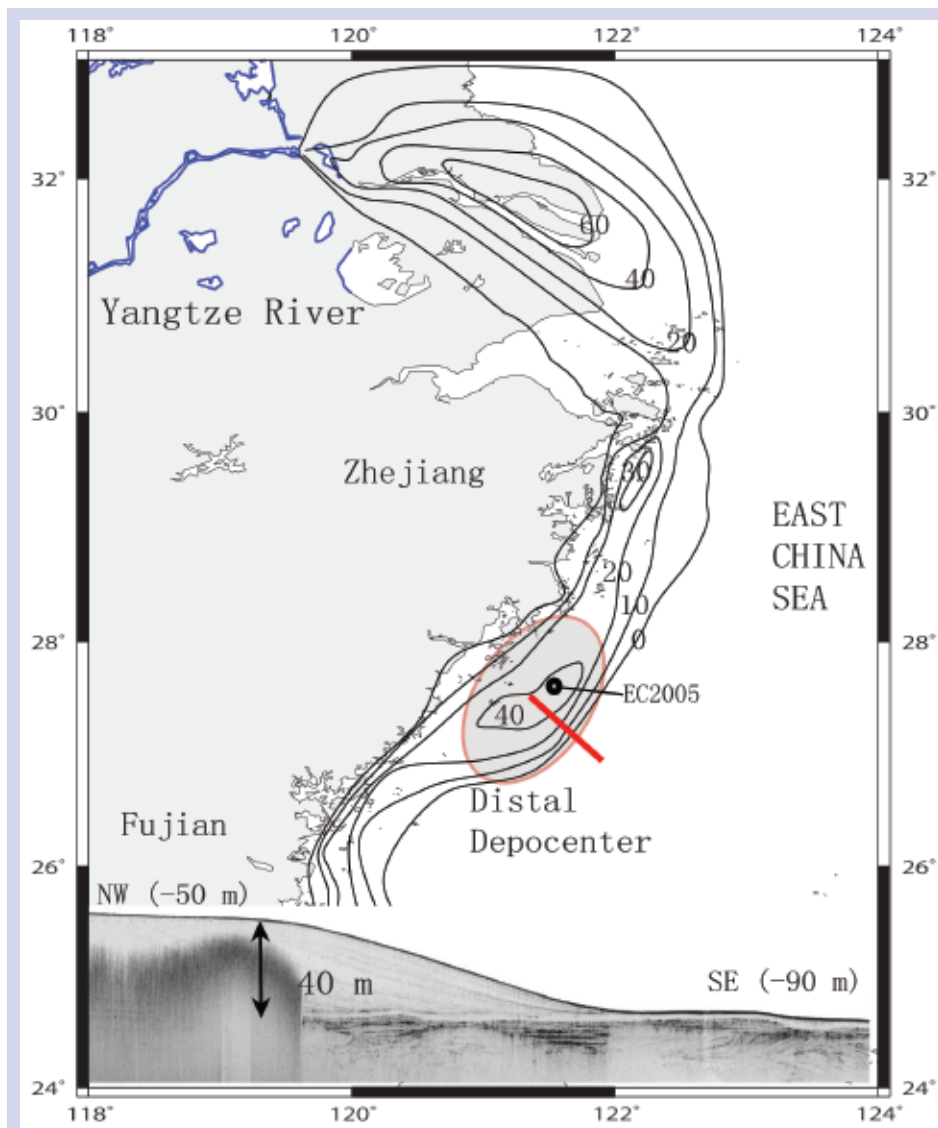 118° 120° 122° 124°
32° 32°
60
40
20
Yangtze River
30° 30°
Zhejiang
30
EAST
CHINA
SEA
20
10
0
28° 28°
EC2005
40
Distal
Depocenter
Fujian
26° 26°
NW (-50 m)
40 m
SE (-90 m)
24° 24°
118° 120° 122° 124°